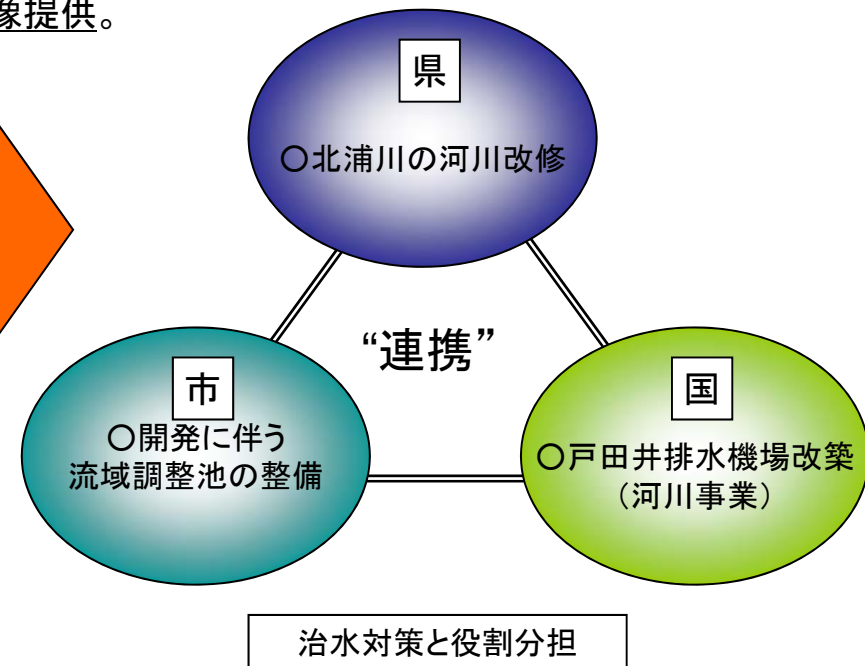 像提供。
県
○北浦川の河川改修
“連携”
市
○開発に伴う
流域調整池の整備
国
○戸田井排水機場改築
（河川事業）
治水対策と役割分担